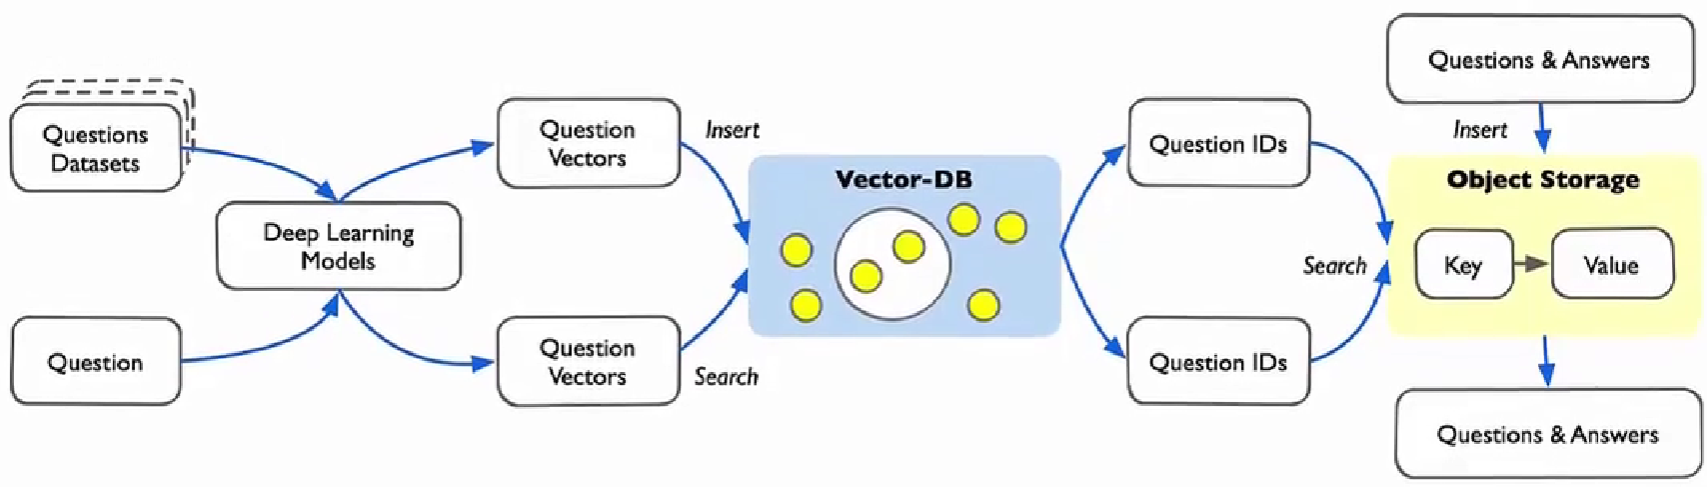 Questions
Datasets
Question
Deep Learning
Models
Question
Vectors
Insert
Question
Vectors
Search
Vector-DB
Question IDs
Question IDs
Search
Questions & Answers
Insert
Object Storage
Key
Value
Questions & Answers